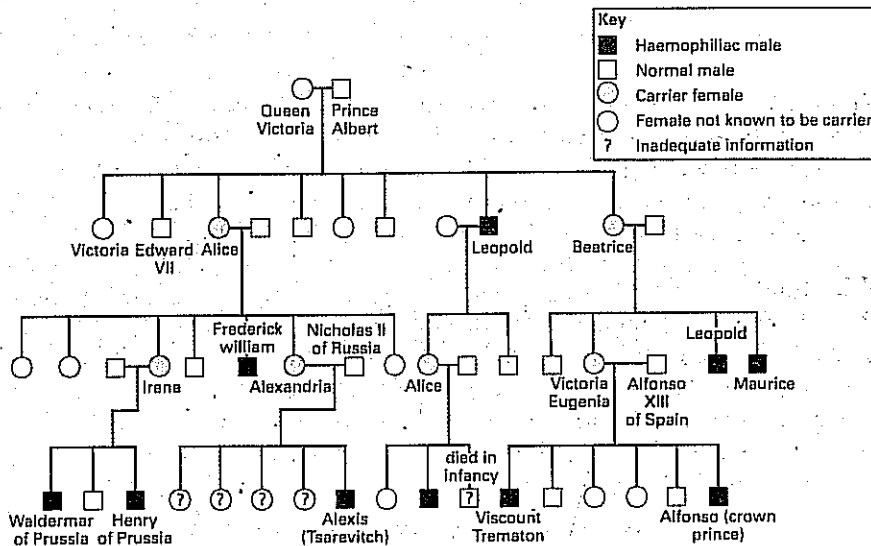 Key
Haemophiliac male
Normal male
Carrier female
Female not known to be carrier
? Inadequate information
Queen Prince
Victoria Albert
Victoria Edward Alice Leopold Beatrice
VII
Frederick Nicholas II Leopold
william of Russia
Irene Alexandria Alice Victoria Alfonso Maurice
Eugenia XIII
of Spain
died in
infancy
? ? ? ? ?
Waldermar Henry Alexis Viscount Alfonso (crown
of Prussia of Prussia (Tsarevitch) Trematon prince)